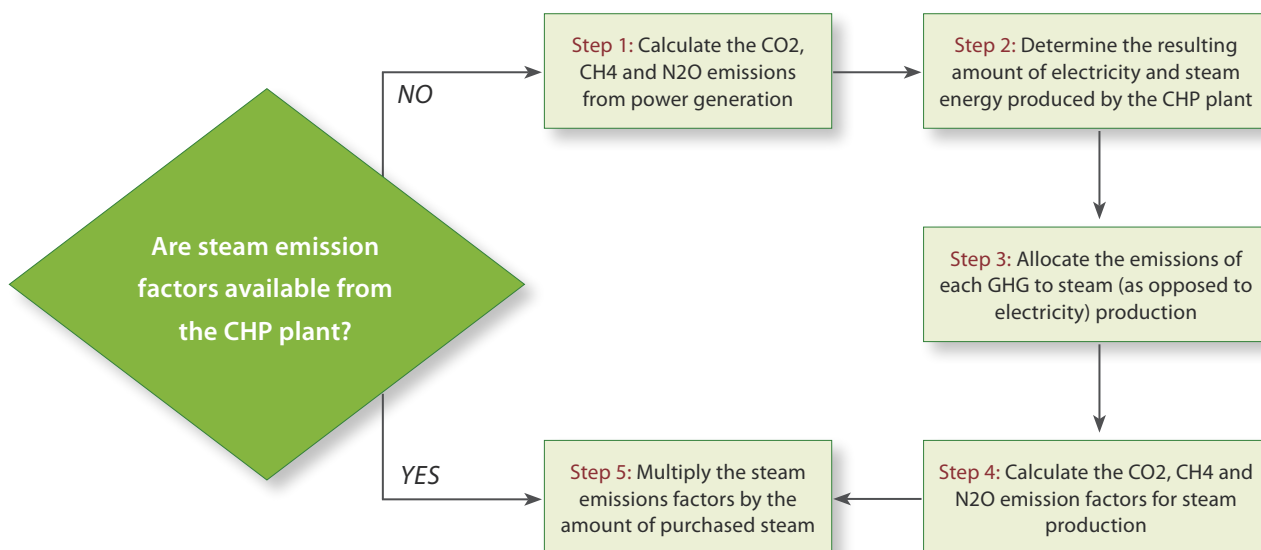 Are steam emission
factors available from
the CHP plant?
NO
Step 1: Calculate the CO2,
CH4 and N2O emissions
from power generation
Step 2: Determine the resulting
amount of electricity and steam
energy produced by the CHP plant
Step 3: Allocate the emissions of
each GHG to steam (as opposed to
electricity) production
Step 4: Calculate the CO2, CH4 and
N2O emission factors for steam
production
YES
Step 5: Multiply the steam
emissions factors by the
amount of purchased steam